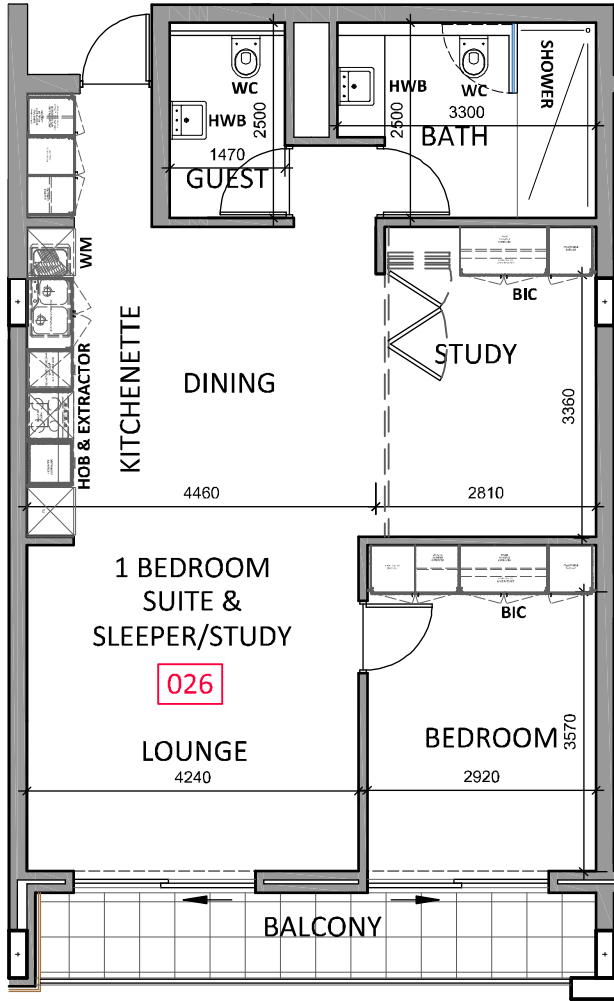 WC
HWB
2500
1470
GUEST
HWB
WC
SHOWER
3300
2500
BATH
WM
BIC
KITCHENETTE
HOB & EXTRACTOR
DINING
STUDY
3360
4460
2810
1 BEDROOM
SUITE &
SLEEPER/STUDY
026
BIC
LOUNGE
4240
BEDROOM
3570
2920
BALCONY